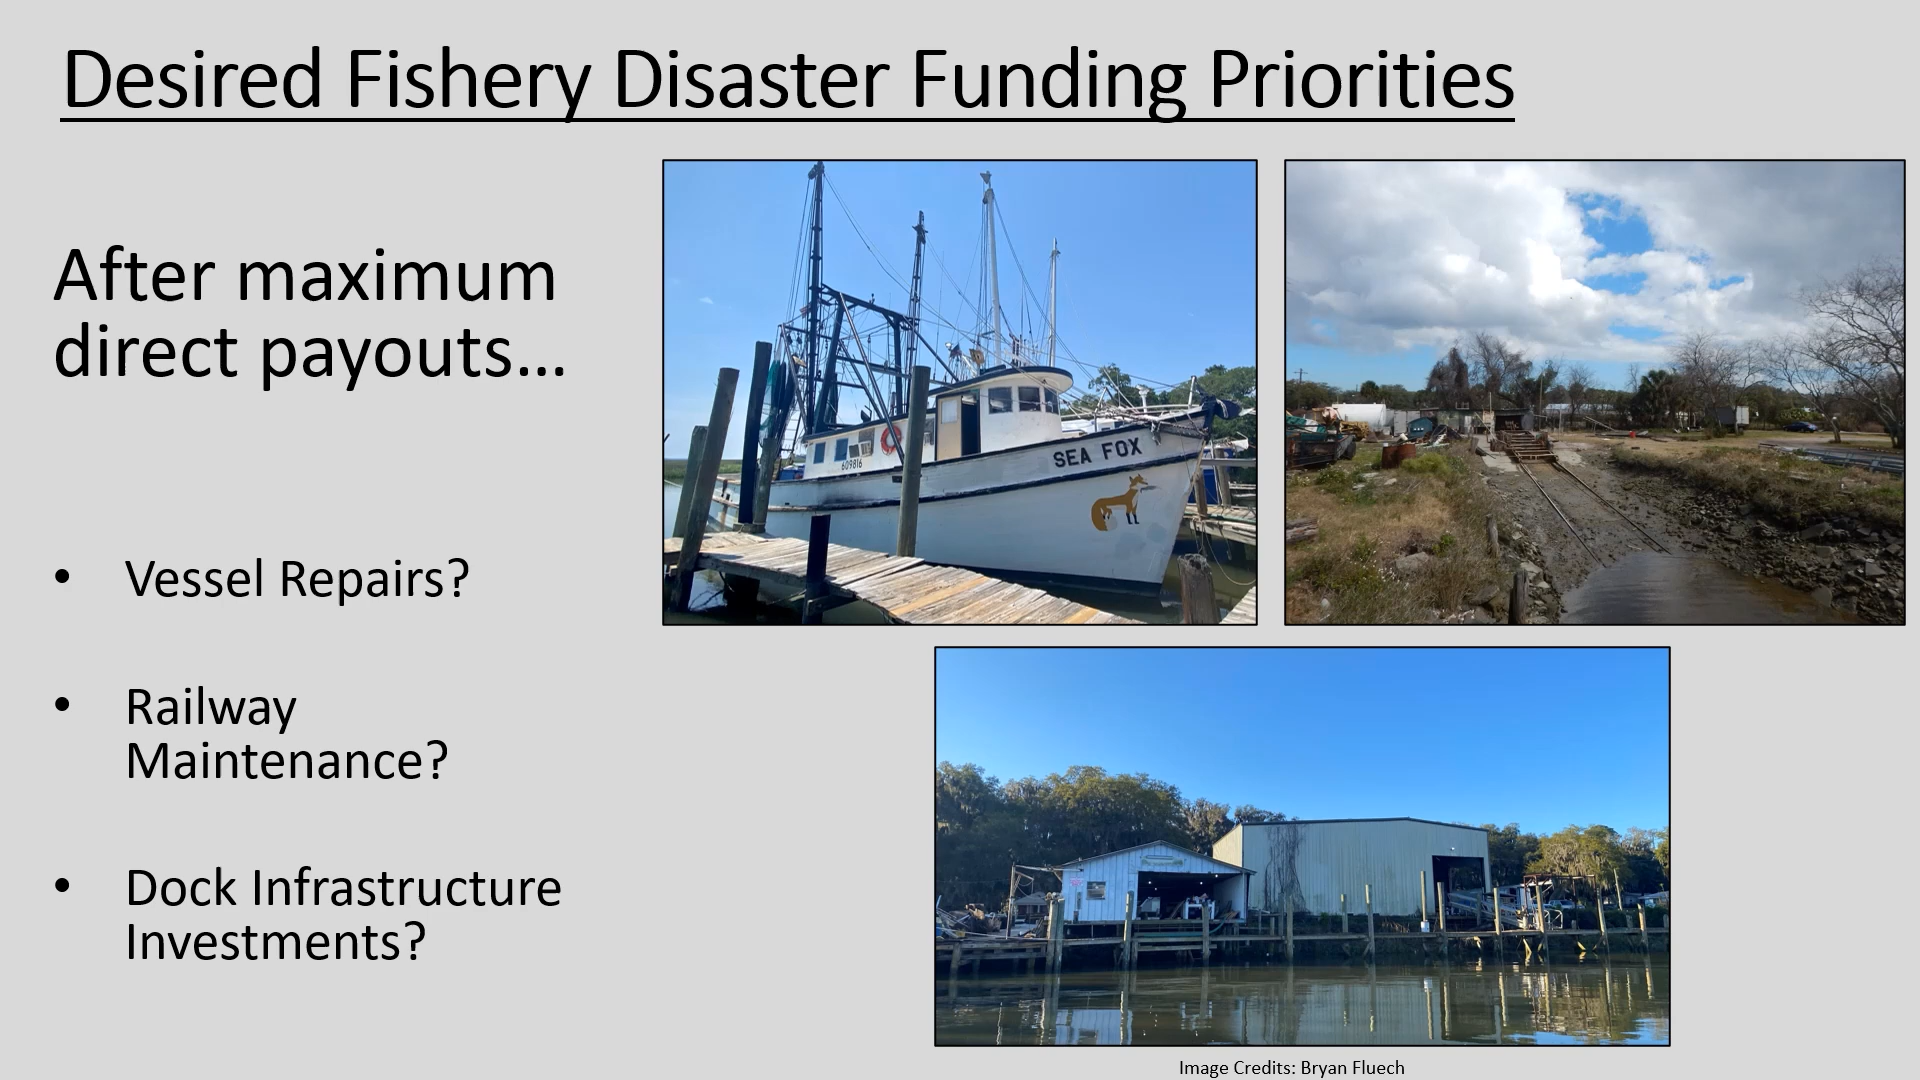 Desired Fishery Disaster Funding Priorities
After maximum
direct payouts…
• Vessel Repairs?
• Railway
Maintenance?
• Dock Infrastructure
Investments?
609816
SEA FOX
Image Credits: Bryan Fluech